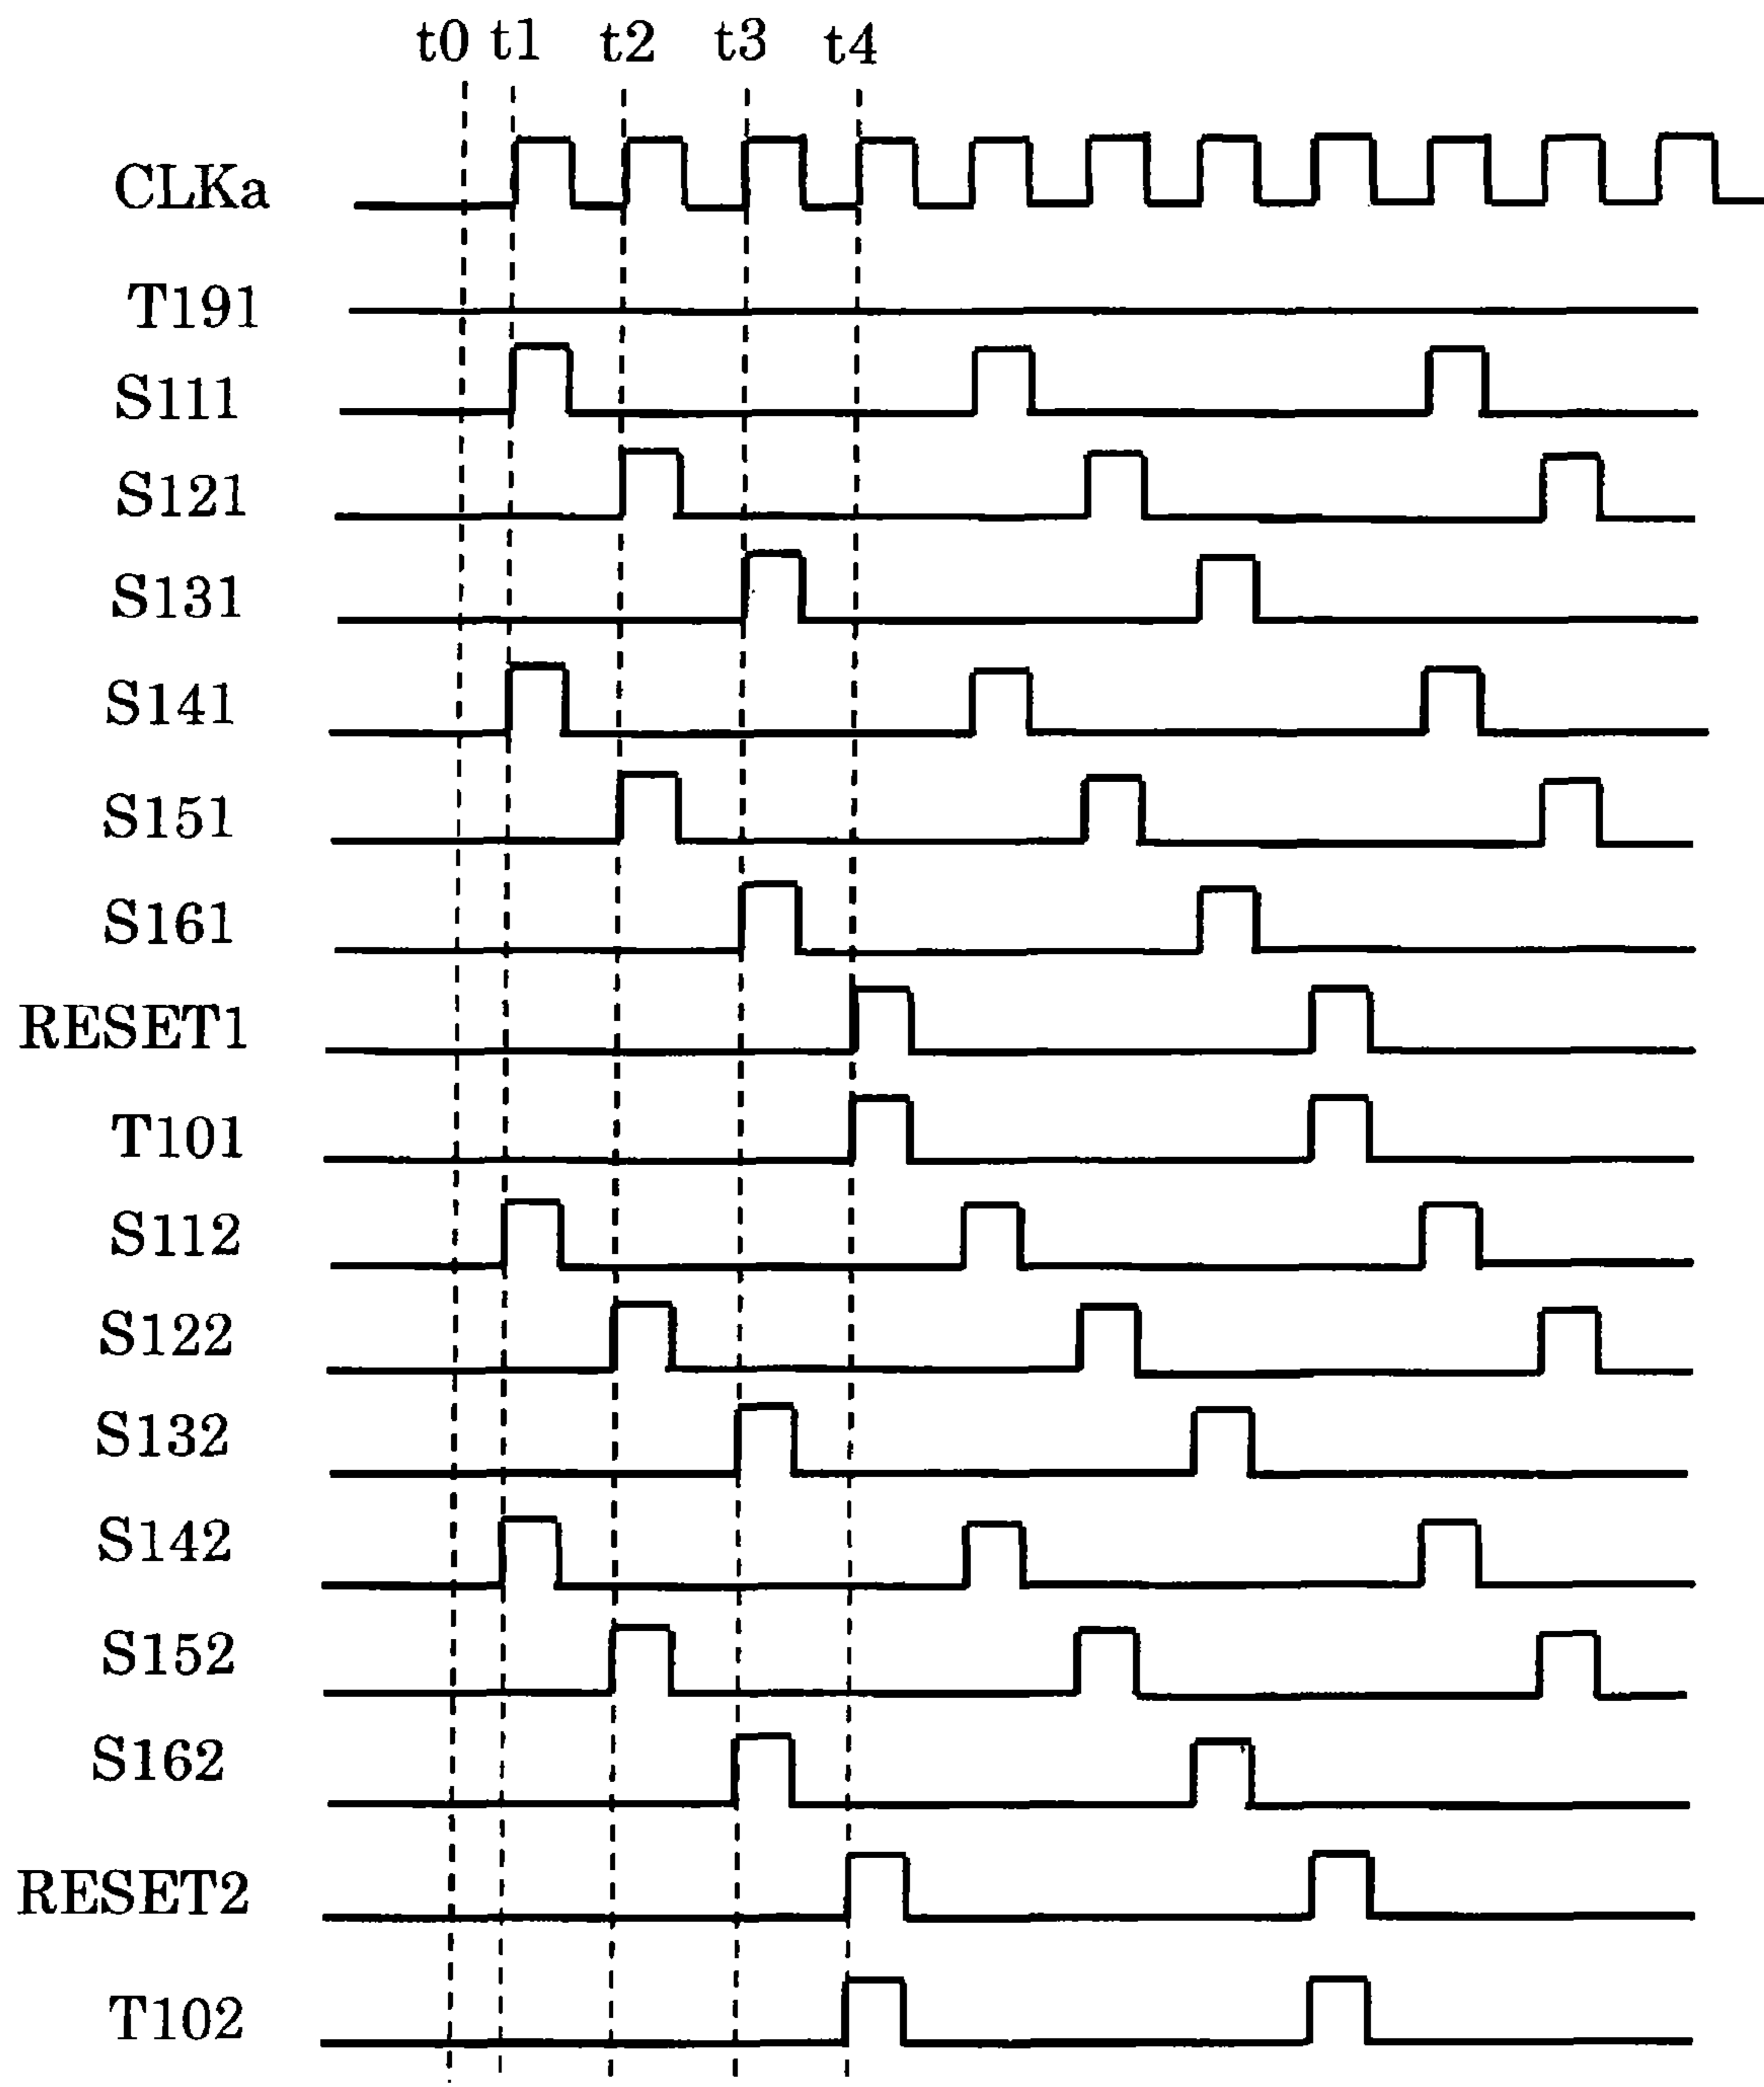 t0 t1 t2 t3 t4
CLKa
T191
S111
S121
S131
S141
S151
S161
RESET1
T101
S112
S122
S132
S142
S152
S162
RESET2
T102